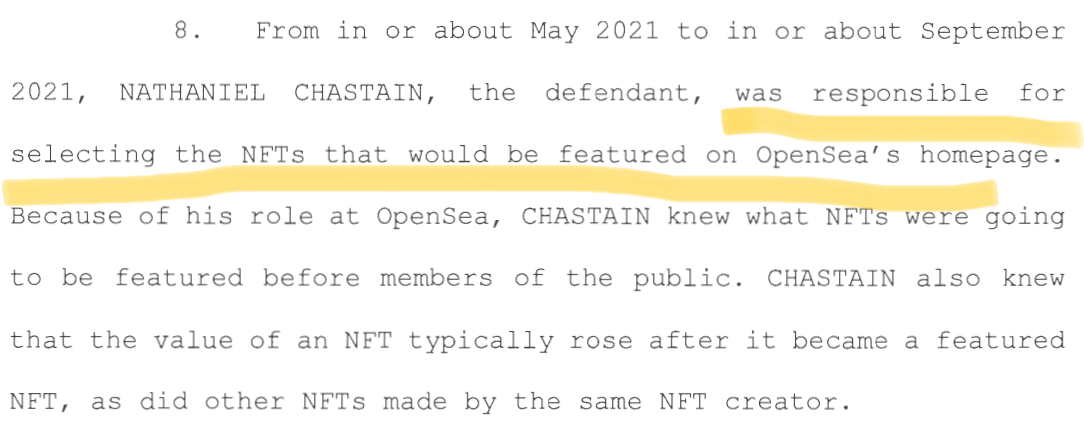 8. From in or about May 2021 to in or about September
2021, NATHANIEL CHASTAIN, the defendant, was responsible for
selecting the NFTs that would be featured on OpenSea’s homepage.
Because of his role at OpenSea, CHASTAIN knew what NFTs were going
to be featured before members of the public. CHASTAIN also knew
that the value of an NFT typically rose after it became a featured
NFT, as did other NFTs made by the same NFT creator.